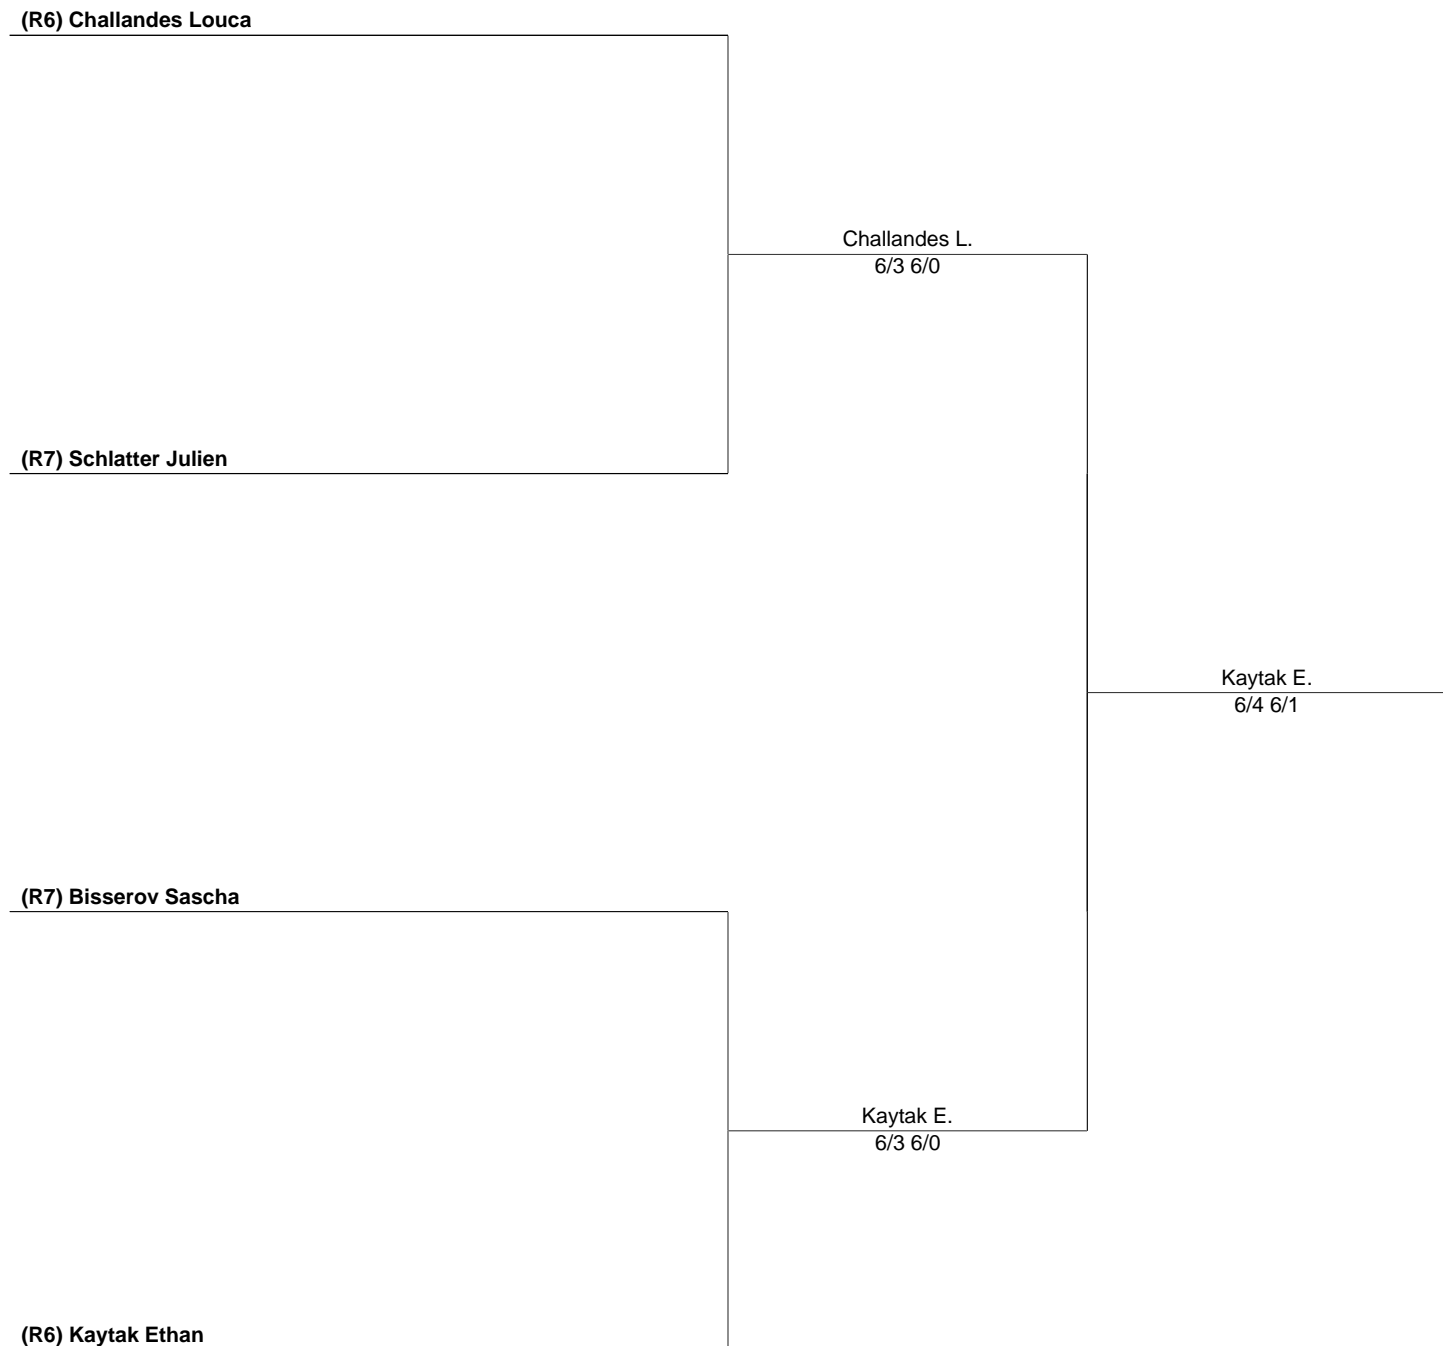 (R6) Challandes Louca
Challandes L.
6/3 6/0
(R7) Schlatter Julien
Kaytak E.
6/4 6/1
(R7) Bisserov Sascha
Kaytak E.
6/3 6/0
(R6) Kaytak Ethan